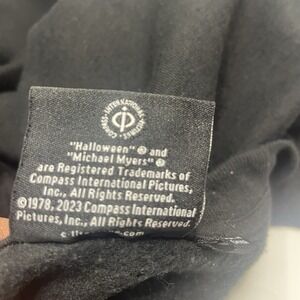 COMPASS · INTERNATIONAL · PICTURES, INC. ·
"Halloween" ® and
"Michael Myers" ®
are Registered Trademarks of
Compass International Pictures,
Inc., All Rights Reserved.
©1978, 2023 Compass International
Pictures, Inc., All Rights Reserved.